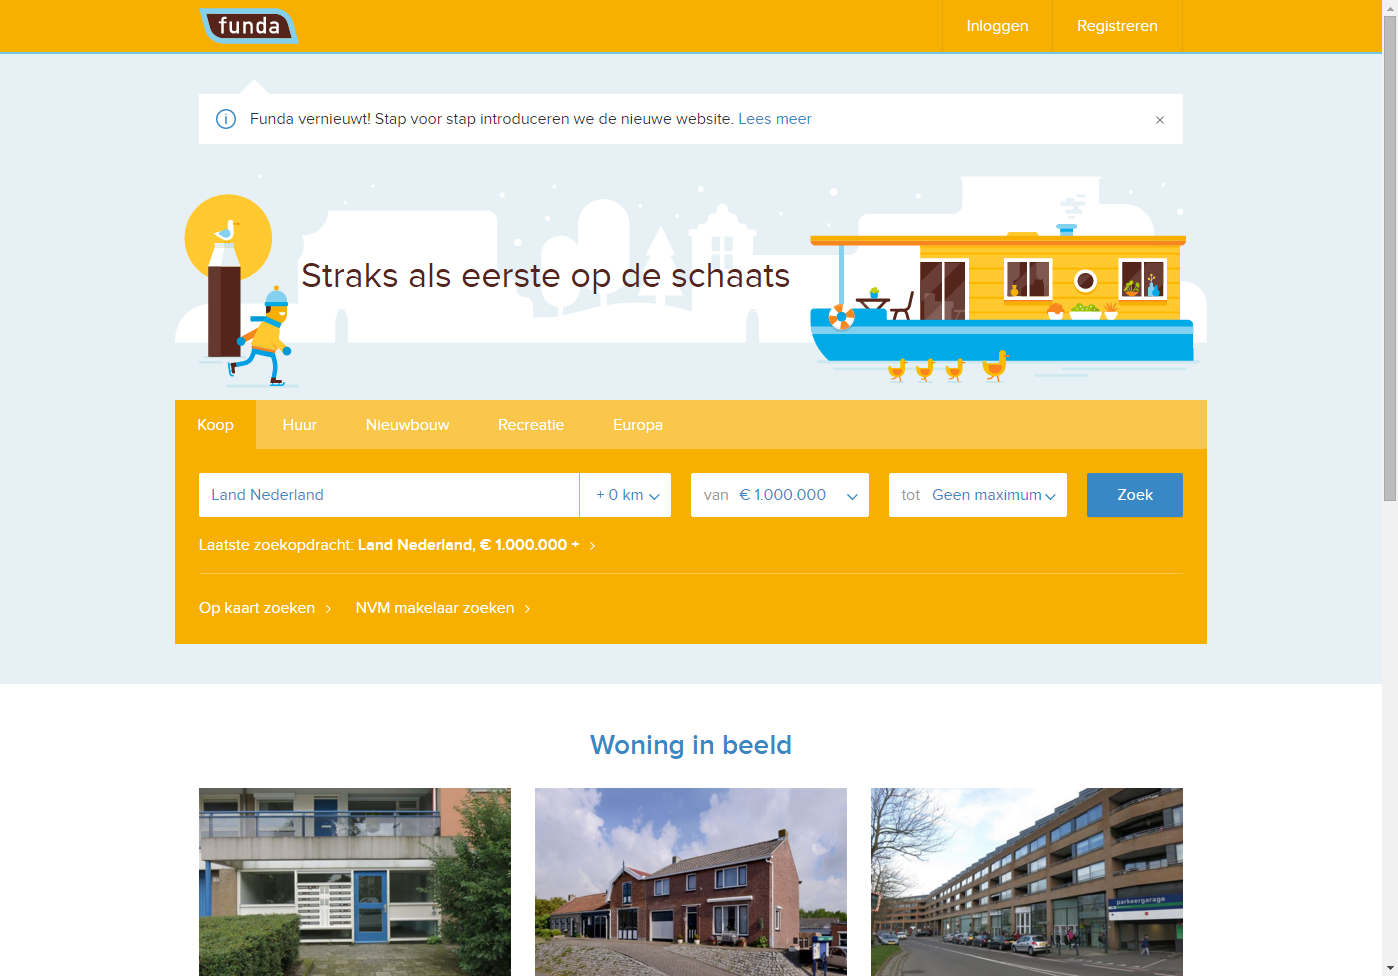 funda
Inloggen
Registreren
Funda vernieuwt! Stap voor stap introduceren we de nieuwe website. Lees meer
Straks als eerste op de schaats
Koop
Huur
Nieuwbouw
Recreatie
Europa
Land Nederland
+ 0 km
van € 1.000.000
tot Geen maximum
Zoek
Laatste zoekopdracht: Land Nederland, € 1.000.000 +
Op kaart zoeken
NVM makelaar zoeken
Woning in beeld
parkeergarage